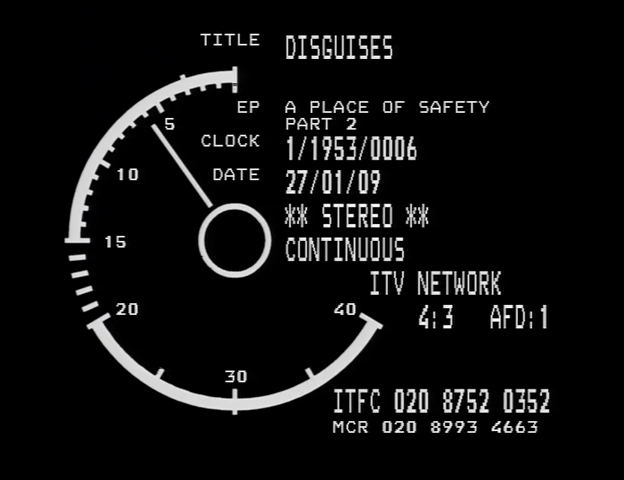 TITLE DISGUISES
EP A PLACE OF SAFETY
PART 2
CLOCK 1/1953/0006
DATE 27/01/09
** STEREO **
CONTINUOUS
ITV NETWORK
4:3 AFD:1
5
10
15
20
30
40
ITFC 020 8752 0352
MCR 020 8993 4663